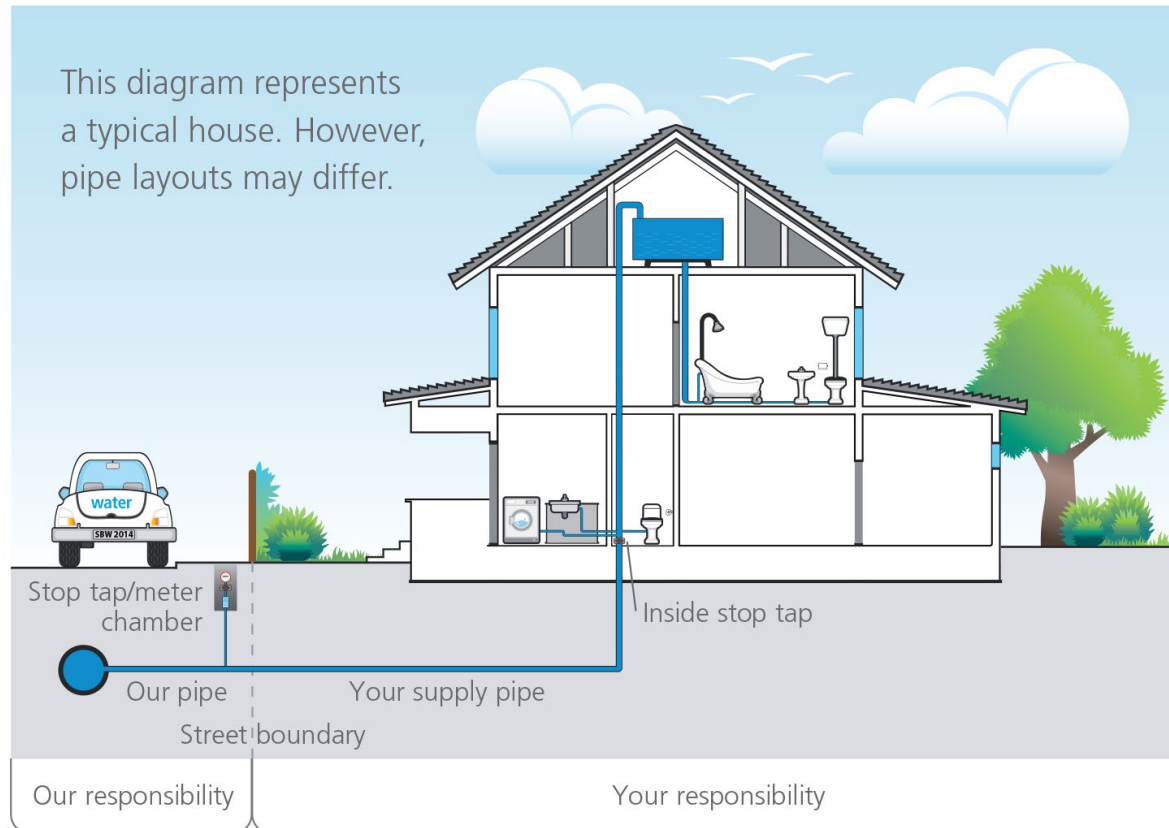 This diagram represents
a typical house. However,
pipe layouts may differ.
water
SBW 2014
Stop tap/meter
chamber
Inside stop tap
Our pipe
Your supply pipe
Street boundary
Our responsibility
Your responsibility